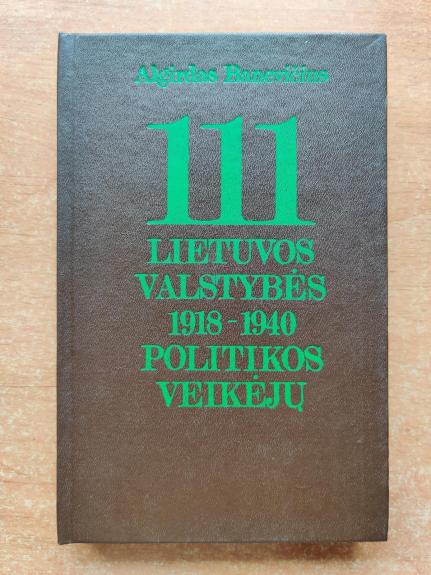 Algirdas Banevičius
111
LIETUVOS
VALSTYBĖS
1918-1940
POLITIKOS
VEIKĖJŲ